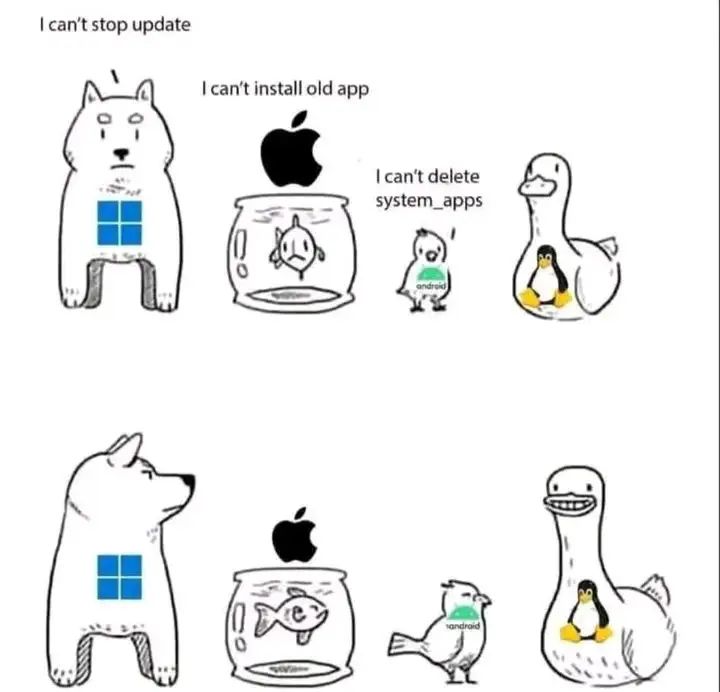 I can't stop update
I can't install old app
I can't delete
system_apps
android
android